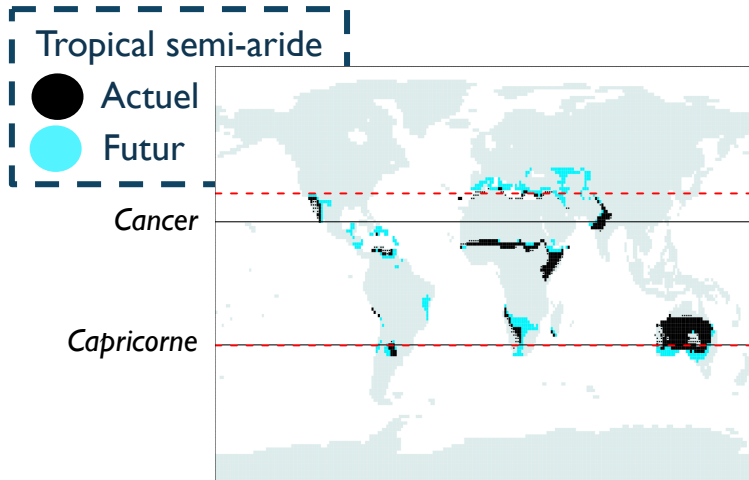 Tropical semi-aride
Actuel
Futur
Cancer
Capricorne